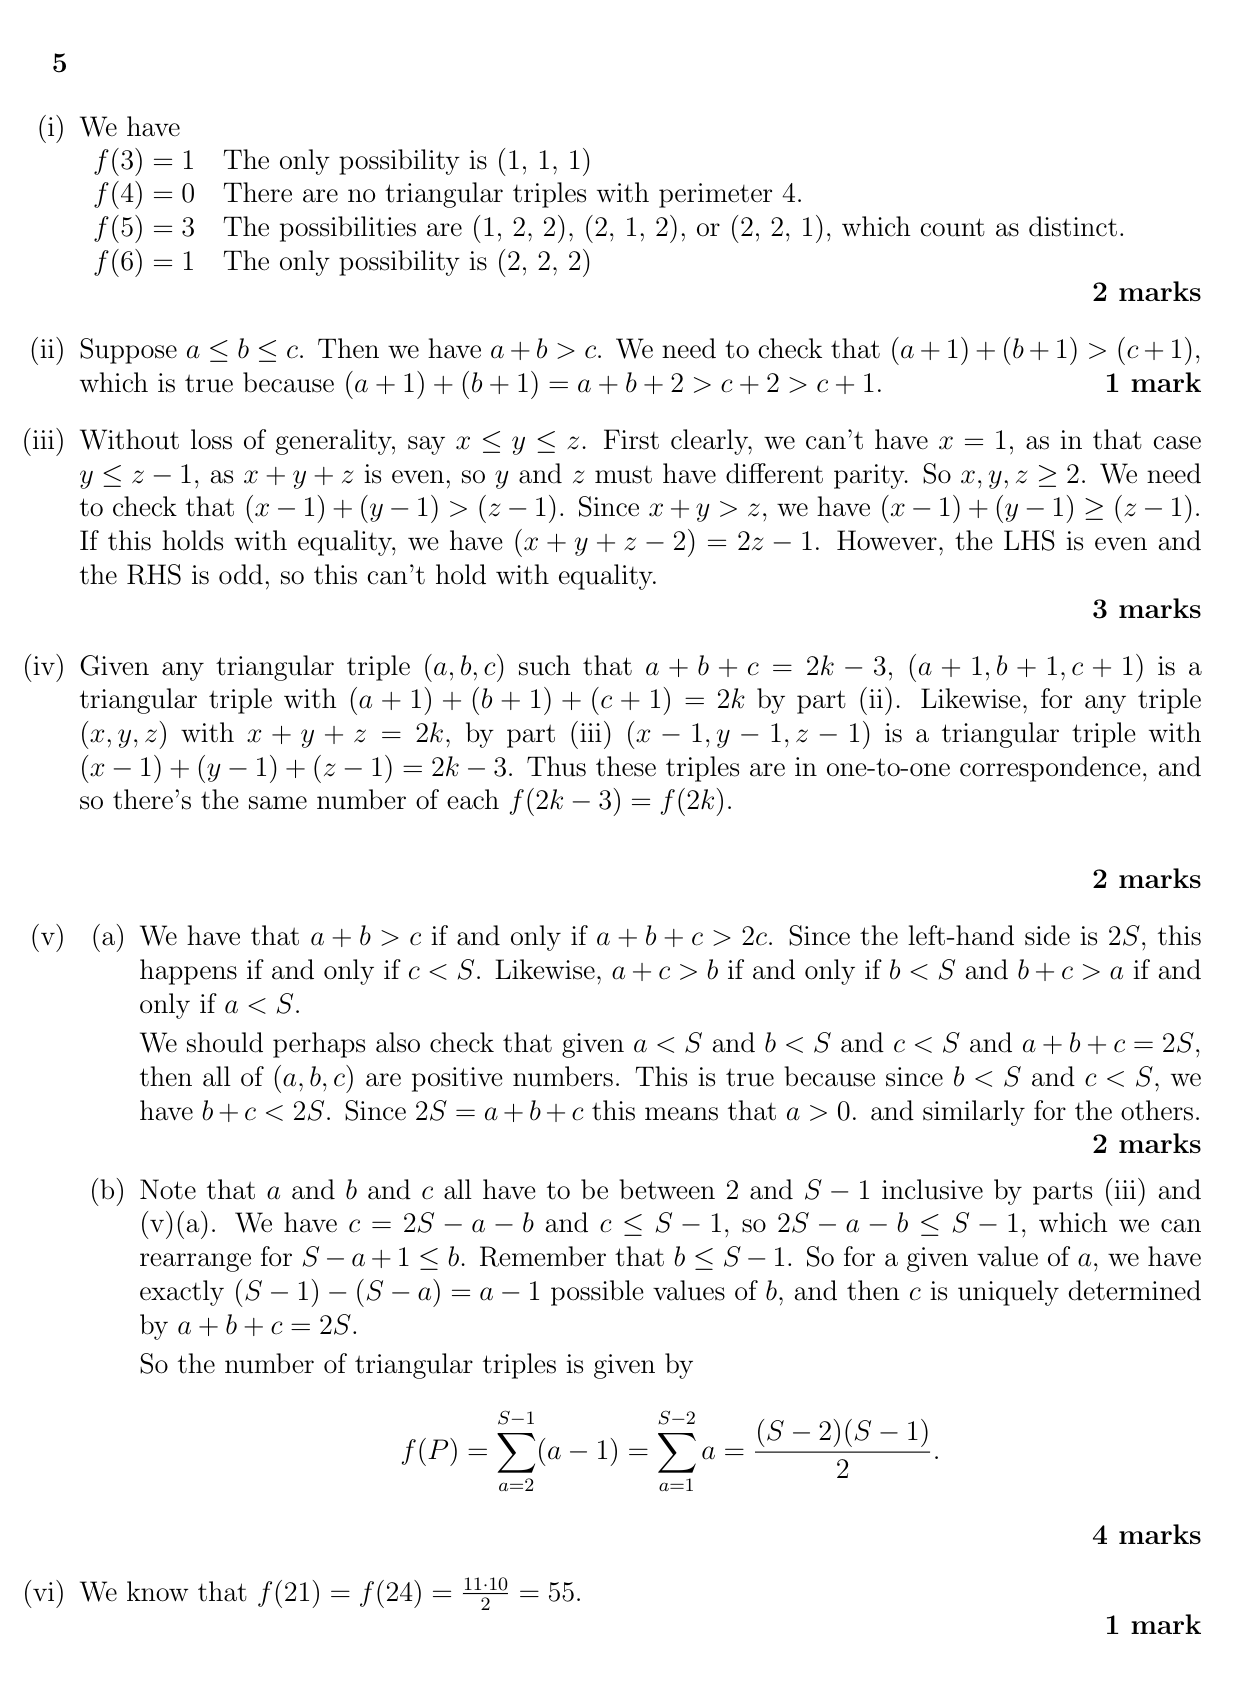 5
(i) We have
f(3) = 1 The only possibility is (1, 1, 1)
f(4) = 0 There are no triangular triples with perimeter 4.
f(5) = 3 The possibilities are (1, 2, 2), (2, 1, 2), or (2, 2, 1), which count as distinct.
f(6) = 1 The only possibility is (2, 2, 2)
2 marks
(ii) Suppose a ≤ b ≤ c. Then we have a + b > c. We need to check that (a + 1) + (b + 1) > (c + 1),
which is true because (a + 1) + (b + 1) = a + b + 2 > c + 2 > c + 1. 1 mark
(iii) Without loss of generality, say x ≤ y ≤ z. First clearly, we can't have x = 1, as in that case
y ≤ z − 1, as x + y + z is even, so y and z must have different parity. So x, y, z ≥ 2. We need
to check that (x − 1) + (y − 1) > (z − 1). Since x + y > z, we have (x − 1) + (y − 1) ≥ (z − 1).
If this holds with equality, we have (x + y + z − 2) = 2z − 1. However, the LHS is even and
the RHS is odd, so this can't hold with equality.
3 marks
(iv) Given any triangular triple (a, b, c) such that a + b + c = 2k − 3, (a + 1, b + 1, c + 1) is a
triangular triple with (a + 1) + (b + 1) + (c + 1) = 2k by part (ii). Likewise, for any triple
(x, y, z) with x + y + z = 2k, by part (iii) (x − 1, y − 1, z − 1) is a triangular triple with
(x − 1) + (y − 1) + (z − 1) = 2k − 3. Thus these triples are in one-to-one correspondence, and
so there's the same number of each f(2k − 3) = f(2k).
2 marks
(v) (a) We have that a + b > c if and only if a + b + c > 2c. Since the left-hand side is 2S, this
happens if and only if c < S. Likewise, a + c > b if and only if b < S and b + c > a if and
only if a < S.
We should perhaps also check that given a < S and b < S and c < S and a + b + c = 2S,
then all of (a, b, c) are positive numbers. This is true because since b < S and c < S, we
have b + c < 2S. Since 2S = a + b + c this means that a > 0. and similarly for the others.
2 marks
(b) Note that a and b and c all have to be between 2 and S − 1 inclusive by parts (iii) and
(v)(a). We have c = 2S − a − b and c ≤ S − 1, so 2S − a − b ≤ S − 1, which we can
rearrange for S − a + 1 ≤ b. Remember that b ≤ S − 1. So for a given value of a, we have
exactly (S − 1) − (S − a) = a − 1 possible values of b, and then c is uniquely determined
by a + b + c = 2S.
So the number of triangular triples is given by
f(P) = \sum_{a=2}^{S−1} (a − 1) = \sum_{a=1}^{S−2} a = \frac{(S − 2)(S − 1)}{2}.
4 marks
(vi) We know that f(21) = f(24) = \frac{11·10}{2} = 55.
1 mark